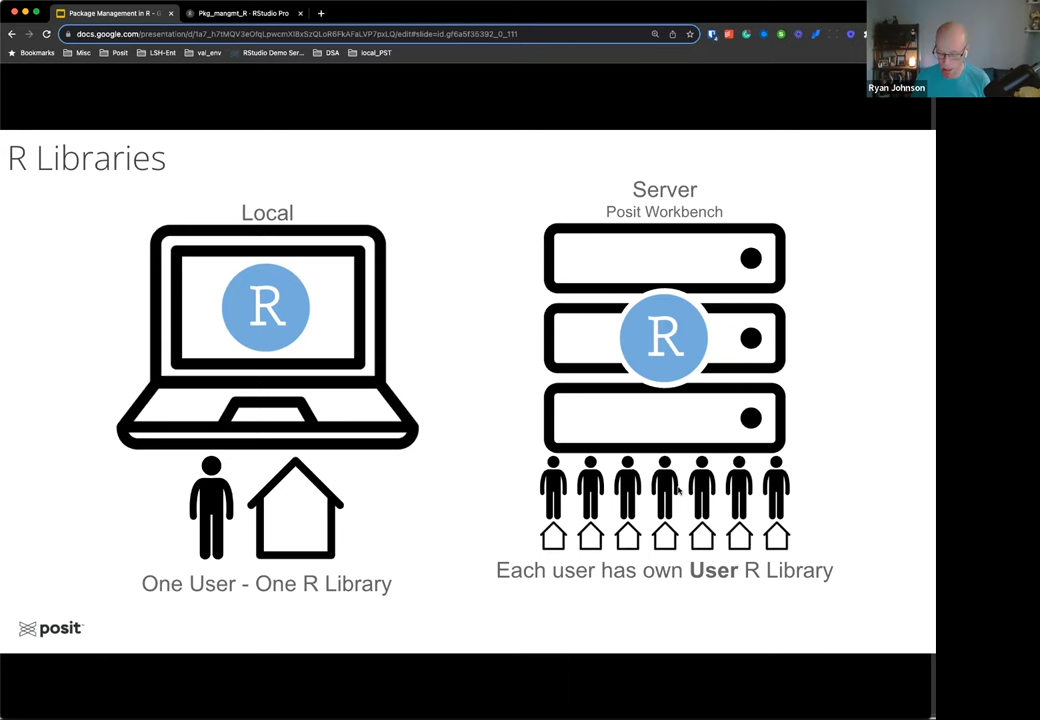 Package Management in R - G
Pkg_mangmt_R · RStudio Pro
docs.google.com/presentation/d/1a7_h7tMQV3eOfqLpwcmXI8xSzQLoR6FkAFaLVP7pxLQ/edit#slide=id.gf6a5f35392_0_111
Bookmarks
Misc
Posit
LSH-Ent
val_env
RStudio Demo Ser...
DSA
local_PST
Ryan Johnson
R Libraries
Local
R
One User - One R Library
Server
Posit Workbench
R
Each user has own User R Library
posit